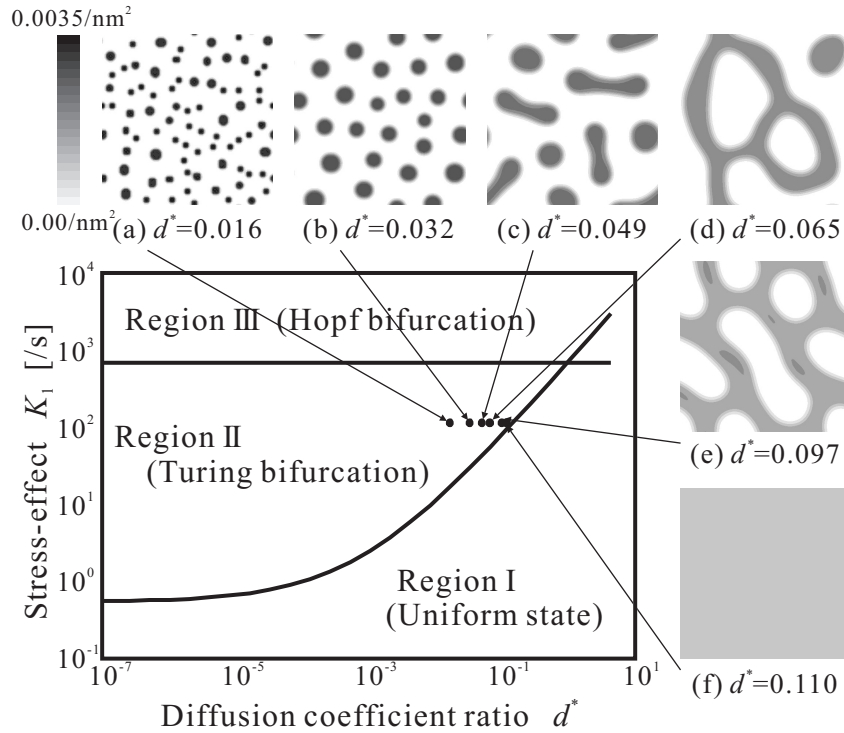 0.0035/nm²
0.00/nm²
(a) d*=0.016
(b) d*=0.032
(c) d*=0.049
(d) d*=0.065
(e) d*=0.097
(f) d*=0.110
Region III (Hopf bifurcation)
Region II
(Turing bifurcation)
Region I
(Uniform state)
Stress-effect K₁ [/s]
10⁴
10³
10²
10¹
10⁰
10⁻¹
10⁻⁷
10⁻⁵
10⁻³
10⁻¹
10¹
Diffusion coefficient ratio d*